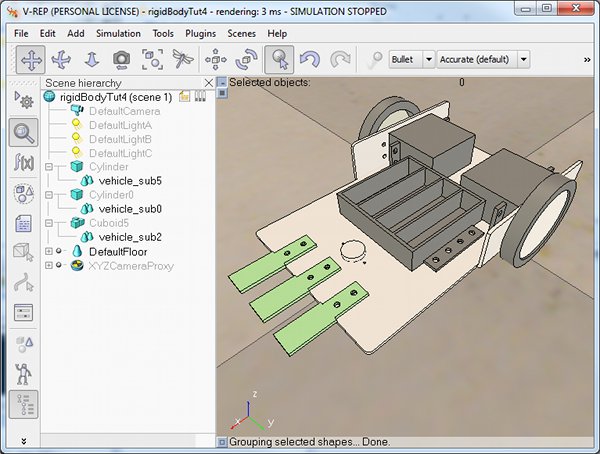 V-REP (PERSONAL LICENSE) - rigidBodyTut4 - rendering: 3 ms - SIMULATION STOPPED
File Edit Add Simulation Tools Plugins Scenes Help
Bullet Accurate (default) »
Scene hierarchy
Selected objects: 0
rigidBodyTut4 (scene 1)
DefaultCamera
DefaultLightA
DefaultLightB
DefaultLightC
Cylinder
vehicle_sub5
Cylinder0
vehicle_sub0
Cuboid5
vehicle_sub2
DefaultFloor
XYZCameraProxy
f(x)
z
x y
Grouping selected shapes... Done.